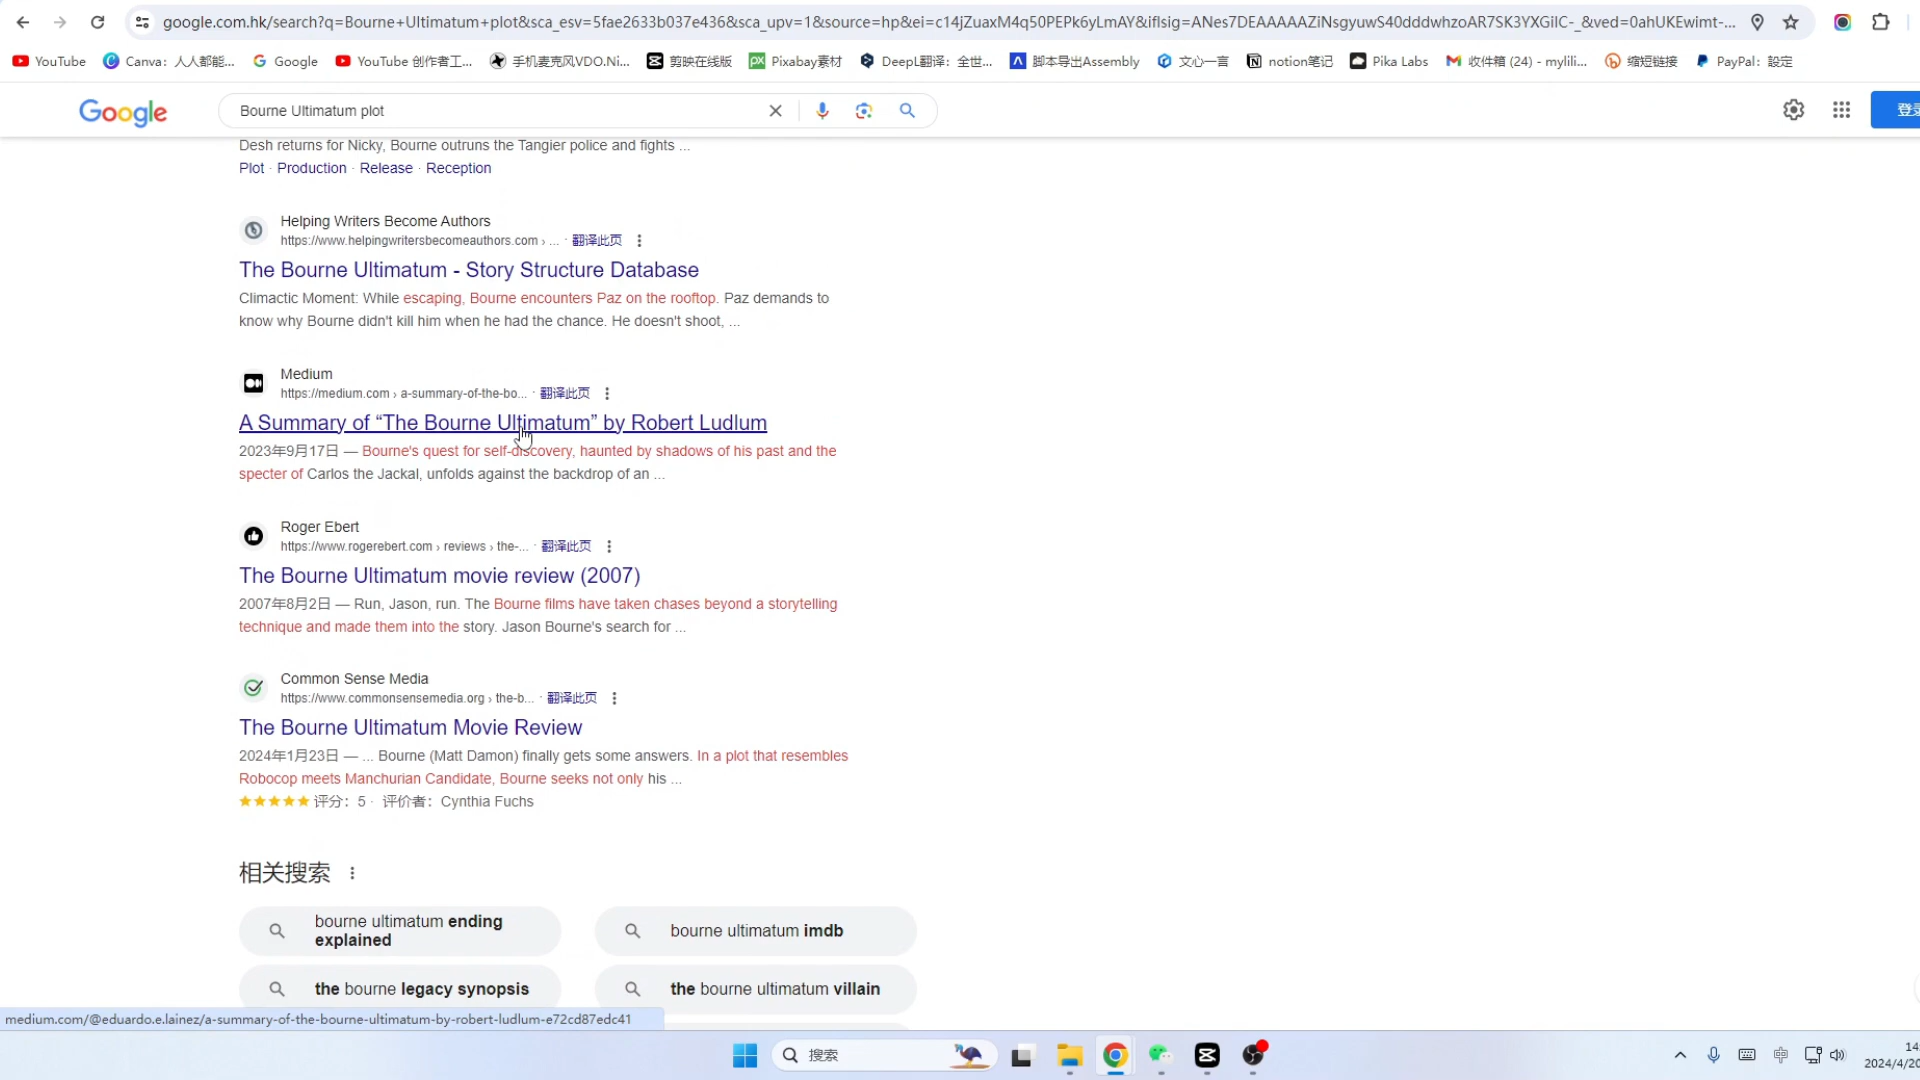 google.com.hk/search?q=Bourne+Ultimatum+plot&sca_esv=5fae2633b037e436&sca_upv=1&source=hp&ei=c14jZuaxM4q50PEPk6yLmAY&iflsig=ANes7DEAAAAAZiNsgyuwS40dddwhzoAR7SK3YXGilC-_&ved=0ahUKEwimt-...
YouTube Canva：人人都能... Google YouTube 创作者工... 手机麦克风VDO.Ni... 剪映在线版 Pixabay素材 DeepL翻译：全世... 脚本导出Assembly 文心一言 notion笔记 Pika Labs 收件箱 (24) - mylili... 缩短链接 PayPal：設定
Google Bourne Ultimatum plot
Desh returns for Nicky, Bourne outruns the Tangier police and fights ...
Plot · Production · Release · Reception
Helping Writers Become Authors
https://www.helpingwritersbecomeauthors.com › ... · 翻译此页
The Bourne Ultimatum - Story Structure Database
Climactic Moment: While escaping, Bourne encounters Paz on the rooftop. Paz demands to
know why Bourne didn't kill him when he had the chance. He doesn't shoot, ...
Medium
https://medium.com › a-summary-of-the-bo... · 翻译此页
A Summary of “The Bourne Ultimatum” by Robert Ludlum
2023年9月17日 — Bourne's quest for self-discovery, haunted by shadows of his past and the
specter of Carlos the Jackal, unfolds against the backdrop of an ...
Roger Ebert
https://www.rogerebert.com › reviews › the-... · 翻译此页
The Bourne Ultimatum movie review (2007)
2007年8月2日 — Run, Jason, run. The Bourne films have taken chases beyond a storytelling
technique and made them into the story. Jason Bourne's search for ...
Common Sense Media
https://www.commonsensemedia.org › the-b... · 翻译此页
The Bourne Ultimatum Movie Review
2024年1月23日 — ... Bourne (Matt Damon) finally gets some answers. In a plot that resembles
Robocop meets Manchurian Candidate, Bourne seeks not only his ...
评分：5 · 评价者：Cynthia Fuchs
相关搜索
bourne ultimatum ending
explained
bourne ultimatum imdb
the bourne legacy synopsis
the bourne ultimatum villain
medium.com/@eduardo.e.lainez/a-summary-of-the-bourne-ultimatum-by-robert-ludlum-e72cd87edc41
搜索
中
14:
2024/4/20